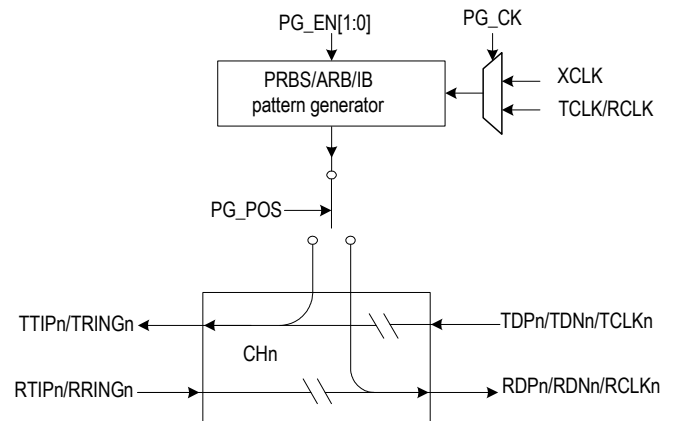 PG_EN[1:0]
PG_CK
PRBS/ARB/IB
pattern generator
XCLK
TCLK/RCLK
PG_POS
TTIPn/TRINGn
TDPn/TDNn/TCLKn
CHn
RTIPn/RRINGn
RDPn/RDNn/RCLKn